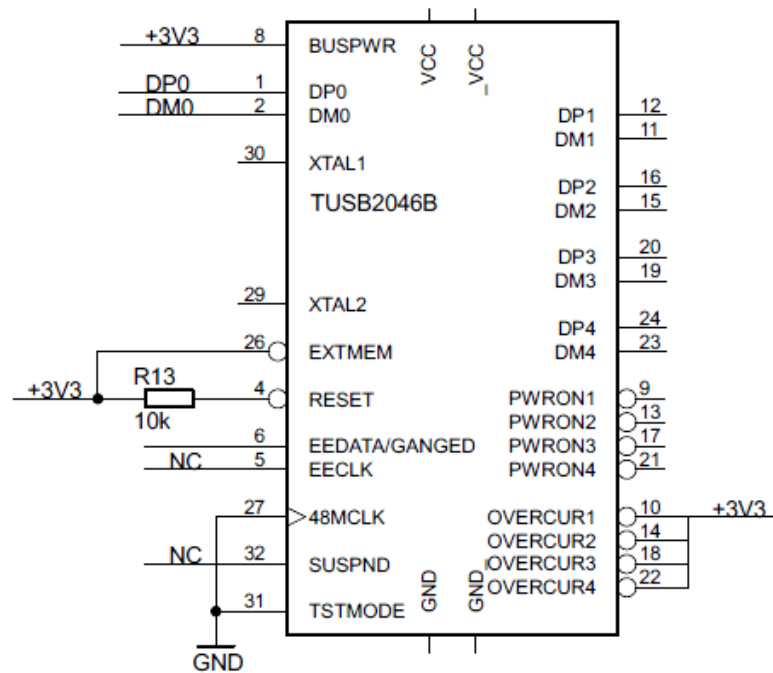 +3V3 8 BUSPWR VCC _VCC
DP0 1 DP0
DM0 2 DM0
DP1 12
DM1 11
30 XTAL1
DP2 16
TUSB2046B
DM2 15
DP3 20
DM3 19
29 XTAL2
DP4 24
26 EXTMEM DM4 23
R13
+3V3 4 RESET PWRON1 9
10k
PWRON2 13
6 EEDATA/GANGED PWRON3 17
NC 5 EECLK PWRON4 21
27 48MCLK OVERCUR1 10 +3V3
OVERCUR2 14
NC 32 SUSPND OVERCUR3 18
OVERCUR4 22
31 TSTMODE GND GND_
GND